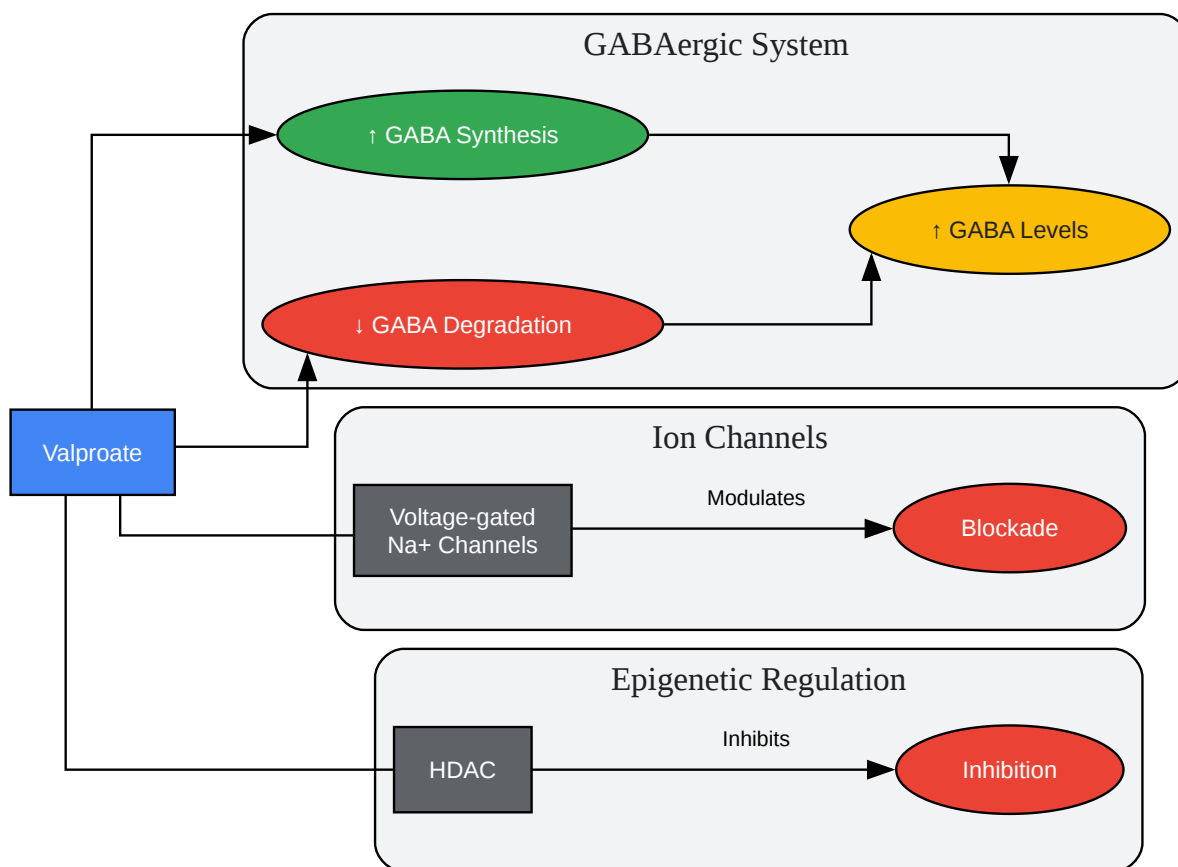 GABAergic System
↑ GABA Synthesis
↑ GABA Levels
↓ GABA Degradation
Valproate
Ion Channels
Voltage-gated
Na+ Channels
Modulates
Blockade
Epigenetic Regulation
HDAC
Inhibits
Inhibition